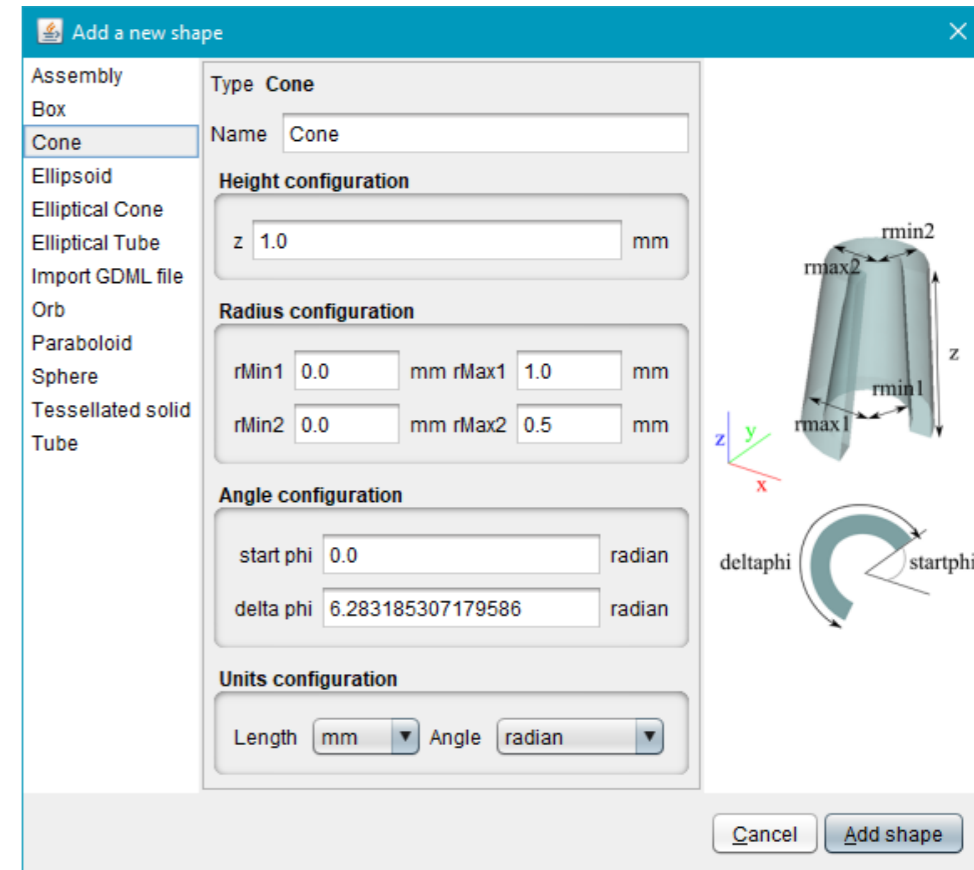 Add a new shape
Assembly
Box
Cone
Ellipsoid
Elliptical Cone
Elliptical Tube
Import GDML file
Orb
Paraboloid
Sphere
Tessellated solid
Tube
Type Cone
Name Cone
Height configuration
z 1.0 mm
Radius configuration
rMin1 0.0 mm rMax1 1.0 mm
rMin2 0.0 mm rMax2 0.5 mm
Angle configuration
start phi 0.0 radian
delta phi 6.283185307179586 radian
Units configuration
Length mm Angle radian
rmin2
rmax2
z
rmin1
rmax1
z y
x
deltaphi startphi
Cancel Add shape